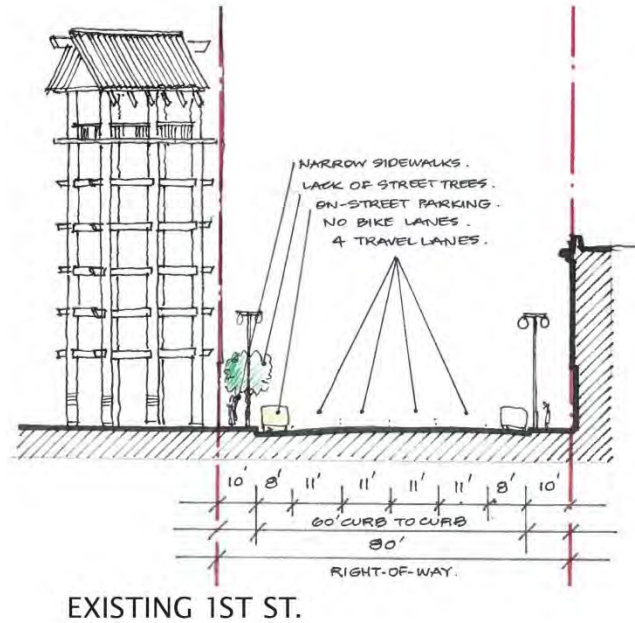 NARROW SIDEWALKS.
LACK OF STREET TREES.
ON-STREET PARKING.
NO BIKE LANES.
4 TRAVEL LANES.
10' 8' 11' 11' 11' 11' 8' 10'
60' CURB TO CURB
80'
RIGHT-OF-WAY.
EXISTING 1ST ST.